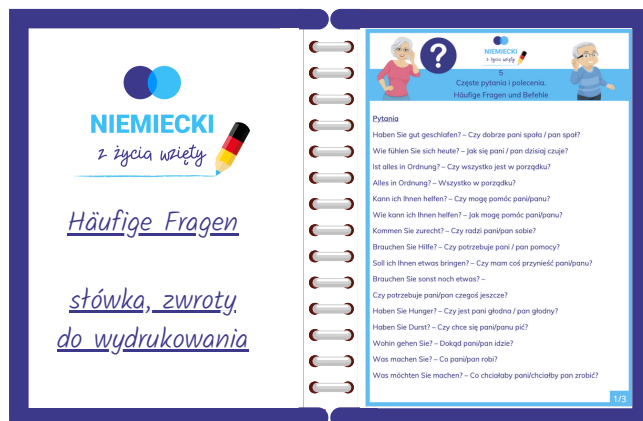 NIEMIECKI
z życia wzięty
Häufige Fragen
słówka, zwroty
do wydrukowania
?
NIEMIECKI
z życia wzięty
5
Częste pytania i polecenia.
Häufige Fragen und Befehle
Pytania
Haben Sie gut geschlafen? – Czy dobrze pani spała / pan spał?
Wie fühlen Sie sich heute? – Jak się pani / pan dzisiaj czuje?
Ist alles in Ordnung? – Czy wszystko jest w porządku?
Alles in Ordnung? – Wszystko w porządku?
Kann ich Ihnen helfen? – Czy mogę pomóc pani/panu?
Wie kann ich Ihnen helfen? – Jak mogę pomóc pani/panu?
Kommen Sie zurecht? – Czy radzi pani/pan sobie?
Brauchen Sie Hilfe? – Czy potrzebuje pani / pan pomocy?
Soll ich Ihnen etwas bringen? – Czy mam coś przynieść pani/panu?
Brauchen Sie sonst noch etwas? –
Czy potrzebuje pani/pan czegoś jeszcze?
Haben Sie Hunger? – Czy jest pani głodna / pan głodny?
Haben Sie Durst? – Czy chce się pani/panu pić?
Wohin gehen Sie? – Dokąd pani/pan idzie?
Was machen Sie? – Co pani/pan robi?
Was möchten Sie machen? – Co chciałaby pani/chciałby pan zrobić?
1/3